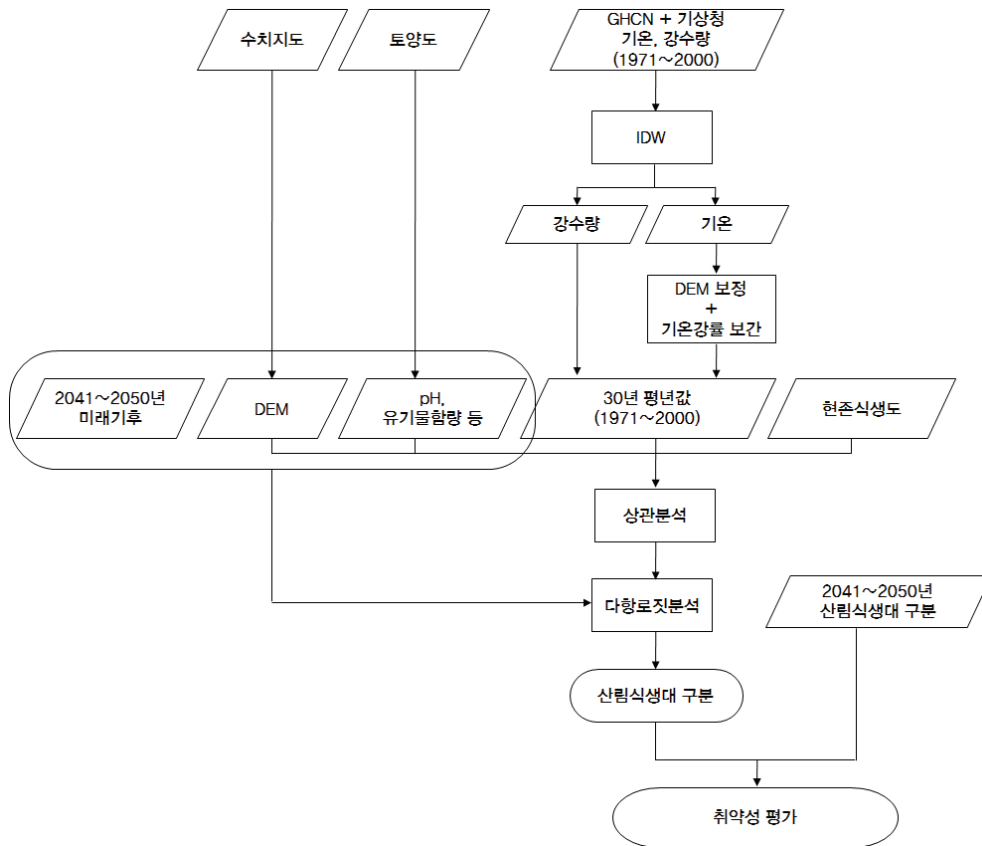 수치지도
토양도
GHCN + 기상청
기온, 강수량
(1971～2000)
IDW
강수량
기온
DEM 보정
+
기온강률 보간
2041～2050년
미래기후
DEM
pH,
유기물함량 등
30년 평년값
(1971～2000)
현존식생도
상관분석
다항로짓분석
2041～2050년
산림식생대 구분
산림식생대 구분
취약성 평가